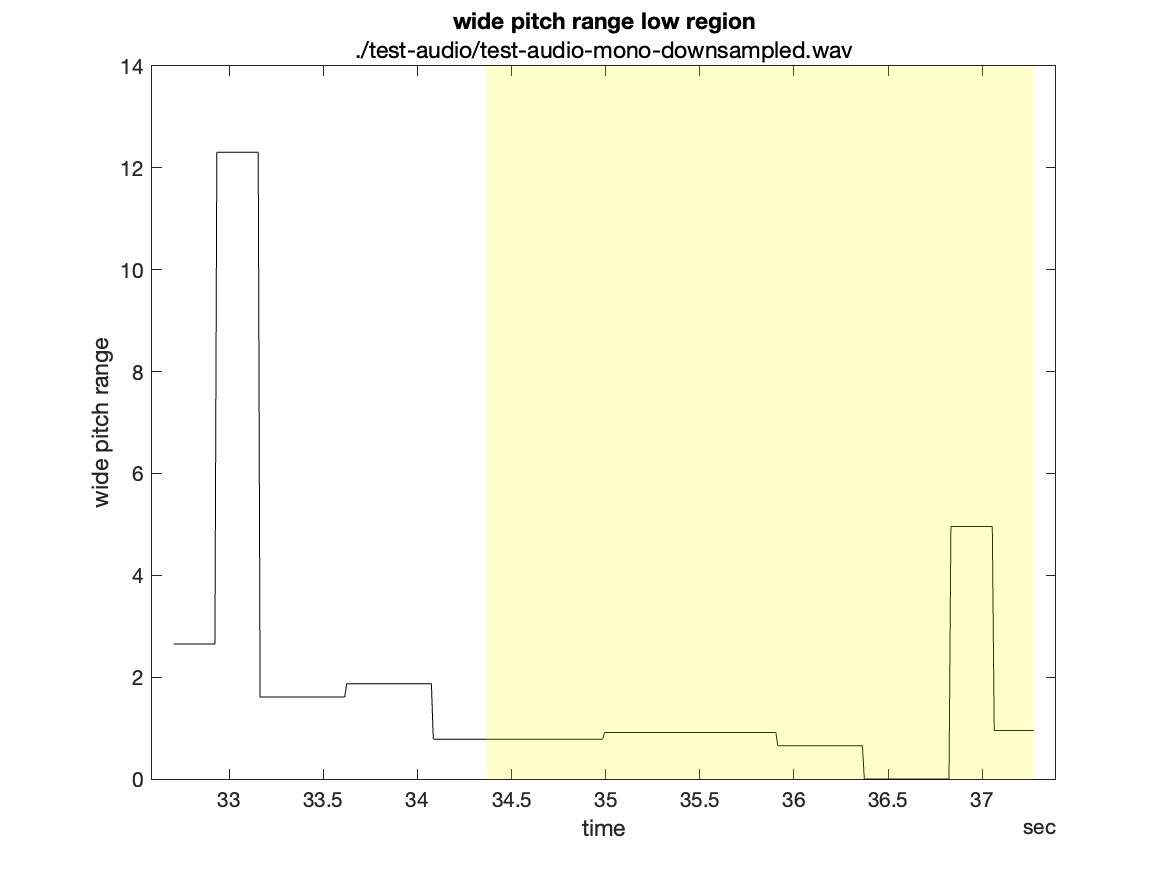 wide pitch range low region
./test-audio/test-audio-mono-downsampled.wav
14
12
10
8
6
4
2
0
wide pitch range
33 33.5 34 34.5 35 35.5 36 36.5 37
time
sec